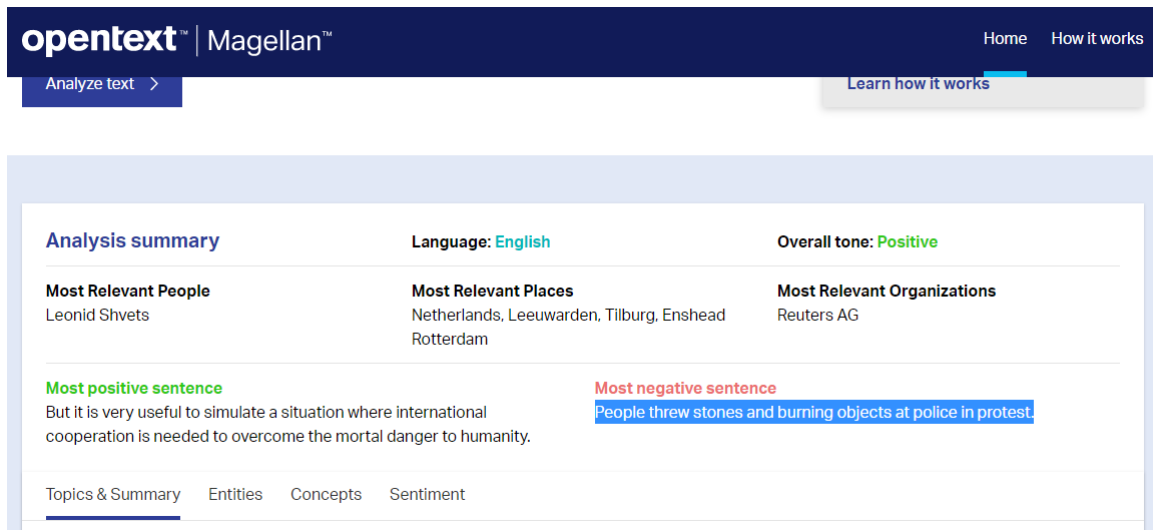 opentext™ | Magellan™
Home How it works
Analyze text >
Learn how it works
Analysis summary
Language: English
Overall tone: Positive
Most Relevant People
Leonid Shvets
Most Relevant Places
Netherlands, Leeuwarden, Tilburg, Enshead
Rotterdam
Most Relevant Organizations
Reuters AG
Most positive sentence
But it is very useful to simulate a situation where international
cooperation is needed to overcome the mortal danger to humanity.
Most negative sentence
People threw stones and burning objects at police in protest.
Topics & Summary Entities Concepts Sentiment